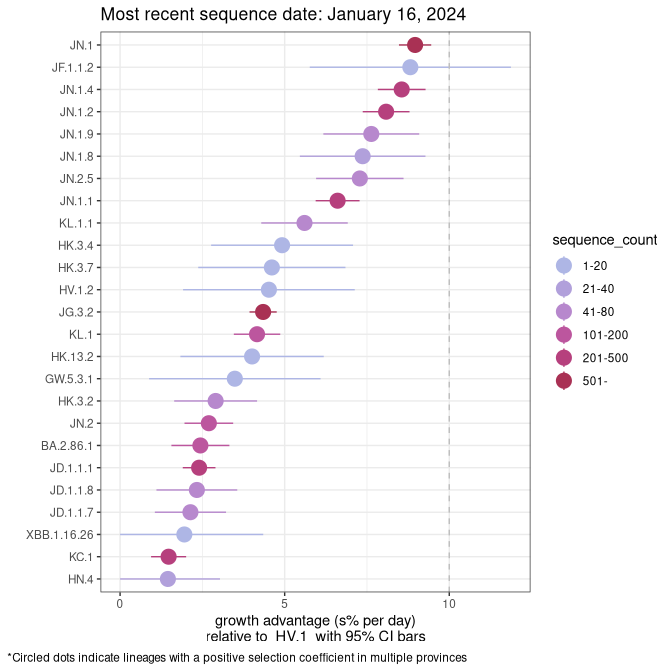 Most recent sequence date: January 16, 2024
JN.1
JF.1.1.2
JN.1.4
JN.1.2
JN.1.9
JN.1.8
JN.2.5
JN.1.1
KL.1.1
HK.3.4
HK.3.7
HV.1.2
JG.3.2
KL.1
HK.13.2
GW.5.3.1
HK.3.2
JN.2
BA.2.86.1
JD.1.1.1
JD.1.1.8
JD.1.1.7
XBB.1.16.26
KC.1
HN.4
0 5 10
growth advantage (s% per day)
relative to HV.1 with 95% CI bars
sequence_count
1-20
21-40
41-80
101-200
201-500
501-
*Circled dots indicate lineages with a positive selection coefficient in multiple provinces